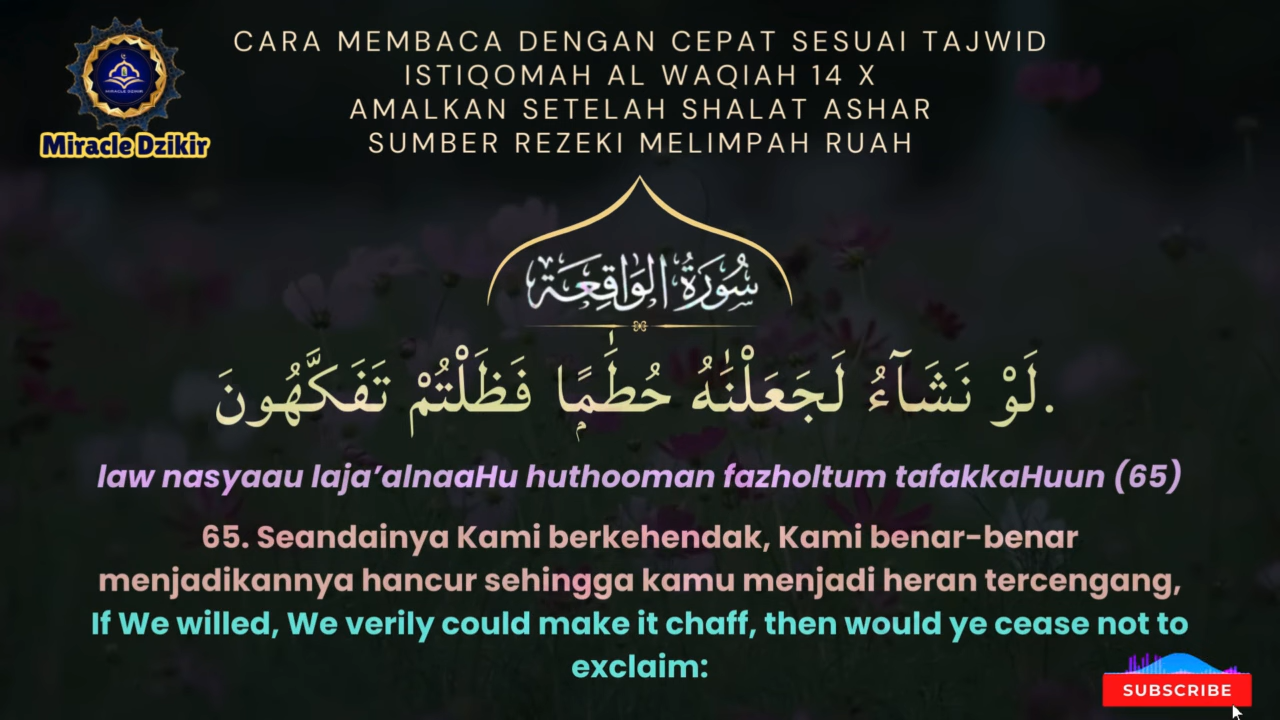 CARA MEMBACA DENGAN CEPAT SESUAI TAJWID
ISTIQOMAH AL WAQIAH 14 X
AMALKAN SETELAH SHALAT ASHAR
SUMBER REZEKI MELIMPAH RUAH
MIRACLE DZIKIR
Miracle Dzikir
سُورَةُ الوَاقِعَة
لَوْ نَشَآءُ لَجَعَلْنَٰهُ حُطَٰمًۭا فَظَلْتُمْ تَفَكَّهُونَ.
law nasyaau laja’alnaaHu huthooman fazholtum tafakkaHuun (65)
65. Seandainya Kami berkehendak, Kami benar-benar
menjadikannya hancur sehingga kamu menjadi heran tercengang,
If We willed, We verily could make it chaff, then would ye cease not to
exclaim:
SUBSCRIBE